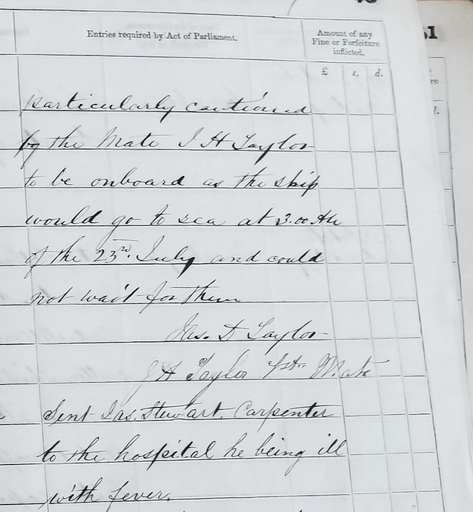 Entries required by Act of Parliament.
Amount of any
Fine or Forfeiture
inflicted.
£ s. d.
particularly cautioned
by the Mate J H Taylor
to be onboard as the ship
would go to sea at 3.00 AM
of the 23rd. July and could
not wait for them
Jas. D Taylor
J H Taylor 1st Mate
Sent Jas. Stewart. Carpenter
to the hospital he being ill
with fever.